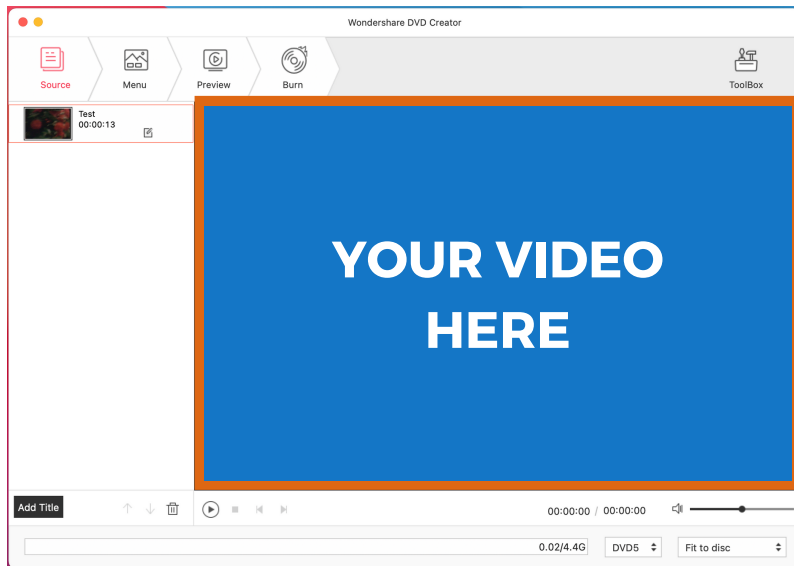 Wondershare DVD Creator
Source
Menu
Preview
Burn
ToolBox
Test
00:00:13
YOUR VIDEO
HERE
Add Title
00:00:00 / 00:00:00
0.02/4.4G
DVD5
Fit to disc